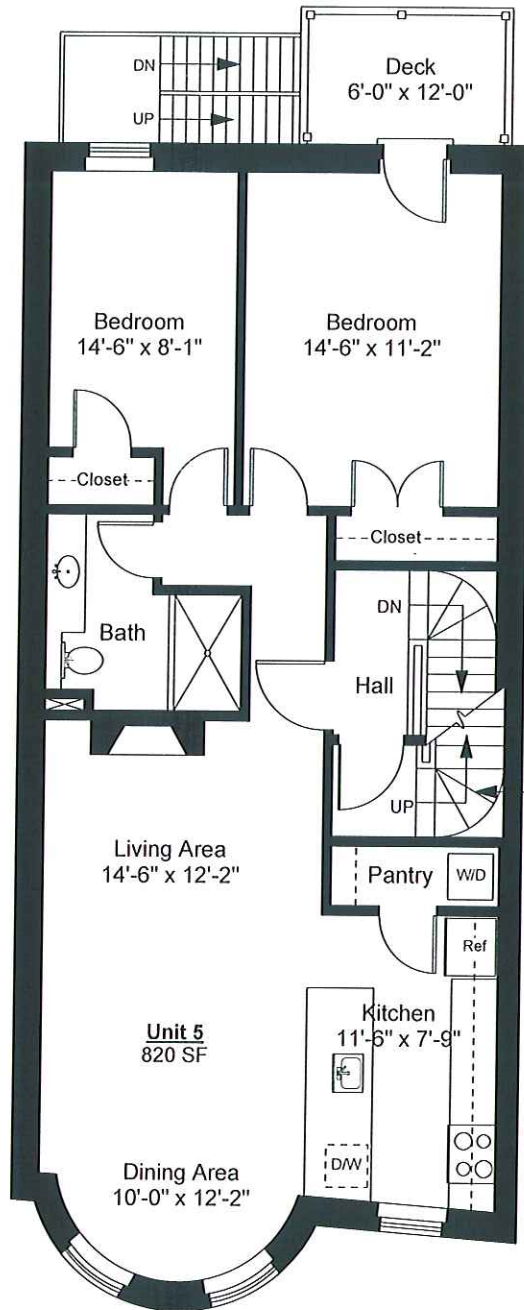 DN
UP
Deck
6'-0" x 12'-0"
Bedroom
14'-6" x 8'-1"
Bedroom
14'-6" x 11'-2"
Closet
Closet
Bath
DN
Hall
UP
Living Area
14'-6" x 12'-2"
Pantry
W/D
Ref
Kitchen
11'-6" x 7'-9"
Unit 5
820 SF
D/W
Dining Area
10'-0" x 12'-2"